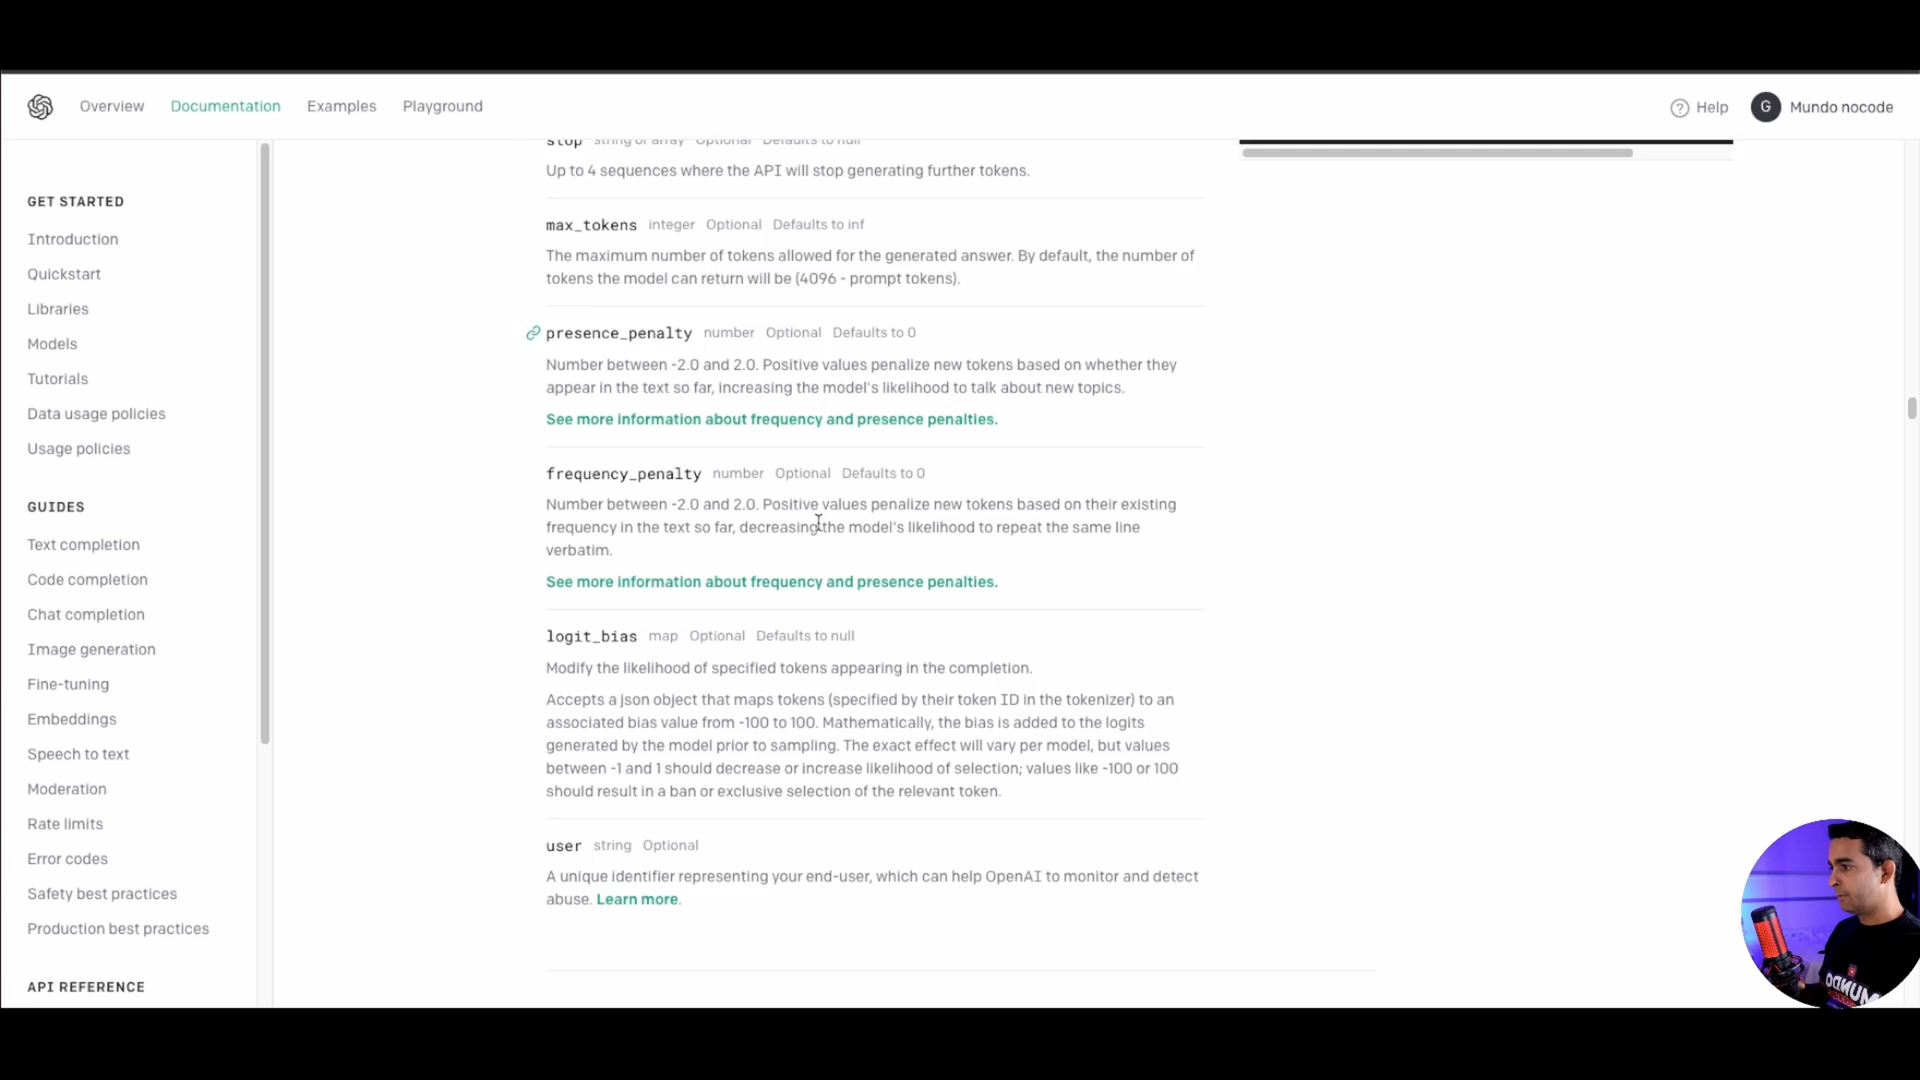 Overview Documentation Examples Playground
Help G Mundo nocode
GET STARTED
Introduction
Quickstart
Libraries
Models
Tutorials
Data usage policies
Usage policies
GUIDES
Text completion
Code completion
Chat completion
Image generation
Fine-tuning
Embeddings
Speech to text
Moderation
Rate limits
Error codes
Safety best practices
Production best practices
API REFERENCE
stop string or array Optional Defaults to null
Up to 4 sequences where the API will stop generating further tokens.
max_tokens integer Optional Defaults to inf
The maximum number of tokens allowed for the generated answer. By default, the number of
tokens the model can return will be (4096 - prompt tokens).
presence_penalty number Optional Defaults to 0
Number between -2.0 and 2.0. Positive values penalize new tokens based on whether they
appear in the text so far, increasing the model's likelihood to talk about new topics.
See more information about frequency and presence penalties.
frequency_penalty number Optional Defaults to 0
Number between -2.0 and 2.0. Positive values penalize new tokens based on their existing
frequency in the text so far, decreasing the model's likelihood to repeat the same line
verbatim.
See more information about frequency and presence penalties.
logit_bias map Optional Defaults to null
Modify the likelihood of specified tokens appearing in the completion.
Accepts a json object that maps tokens (specified by their token ID in the tokenizer) to an
associated bias value from -100 to 100. Mathematically, the bias is added to the logits
generated by the model prior to sampling. The exact effect will vary per model, but values
between -1 and 1 should decrease or increase likelihood of selection; values like -100 or 100
should result in a ban or exclusive selection of the relevant token.
user string Optional
A unique identifier representing your end-user, which can help OpenAI to monitor and detect
abuse. Learn more.
MUNDO